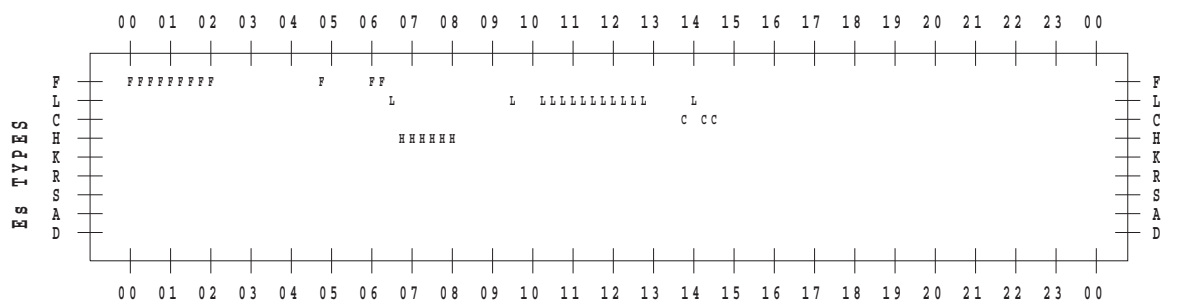 00 01 02 03 04 05 06 07 08 09 10 11 12 13 14 15 16 17 18 19 20 21 22 23 00
F FFFFFFFFF F FF F
L L L LLLLLLLLLLL L L
C C CC C
H HHHHHH H
K K
R R
S S
A A
D D
Es TYPES
00 01 02 03 04 05 06 07 08 09 10 11 12 13 14 15 16 17 18 19 20 21 22 23 00